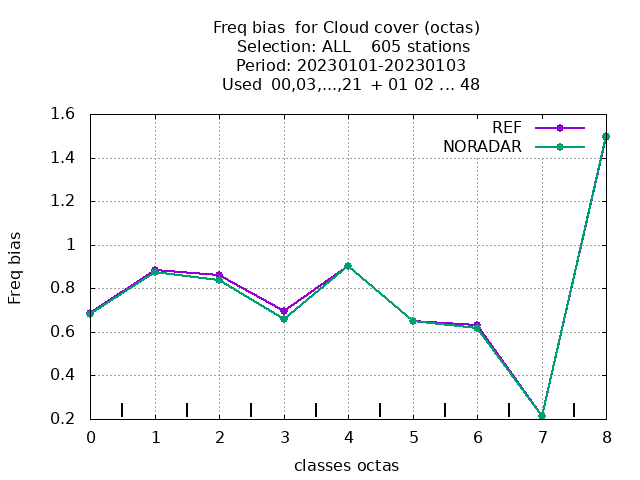 Freq bias  for Cloud cover (octas)
Selection: ALL    605 stations
Period: 20230101-20230103
Used  00,03,...,21  + 01 02 ... 48
REF
NORADAR
1.6
1.4
1.2
1
0.8
0.6
0.4
0.2
Freq bias
0 1 2 3 4 5 6 7 8
classes octas